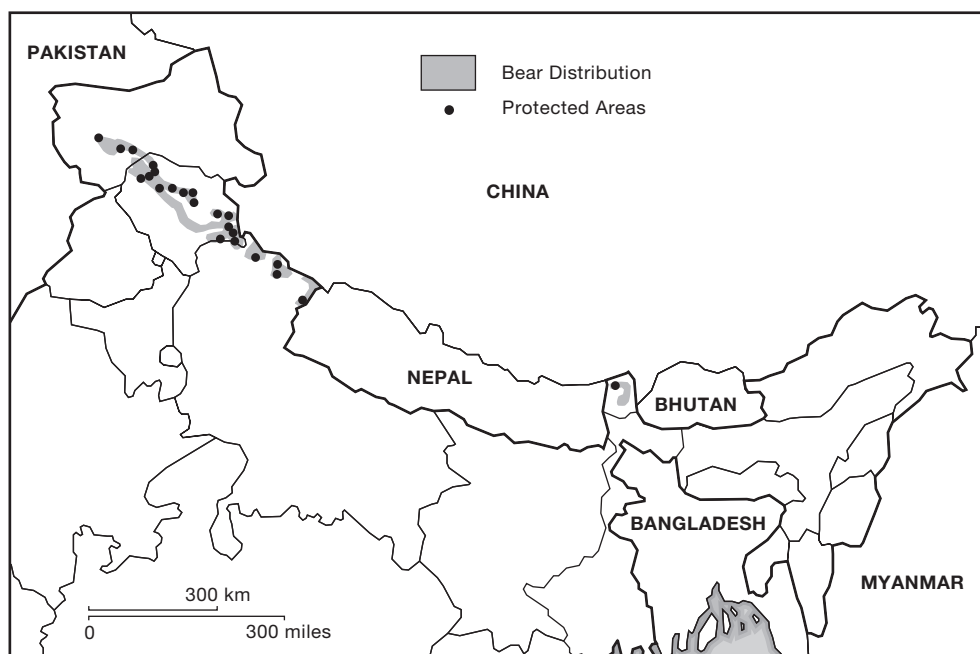 PAKISTAN
Bear Distribution
Protected Areas
CHINA
NEPAL
BHUTAN
BANGLADESH
MYANMAR
300 km
0
300 miles